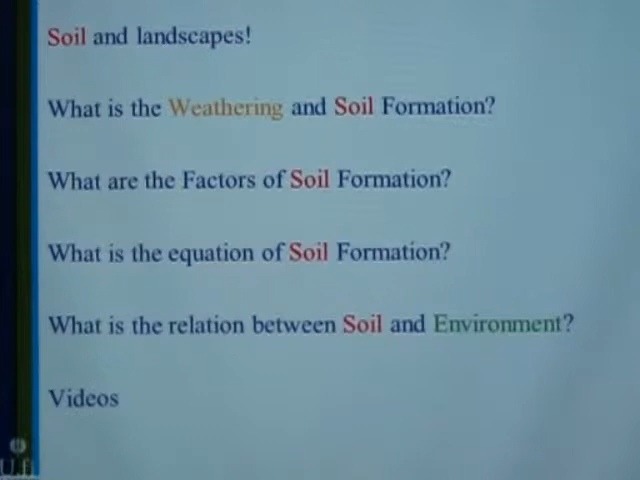 Soil and landscapes!
What is the Weathering and Soil Formation?
What are the Factors of Soil Formation?
What is the equation of Soil Formation?
What is the relation between Soil and Environment?
Videos